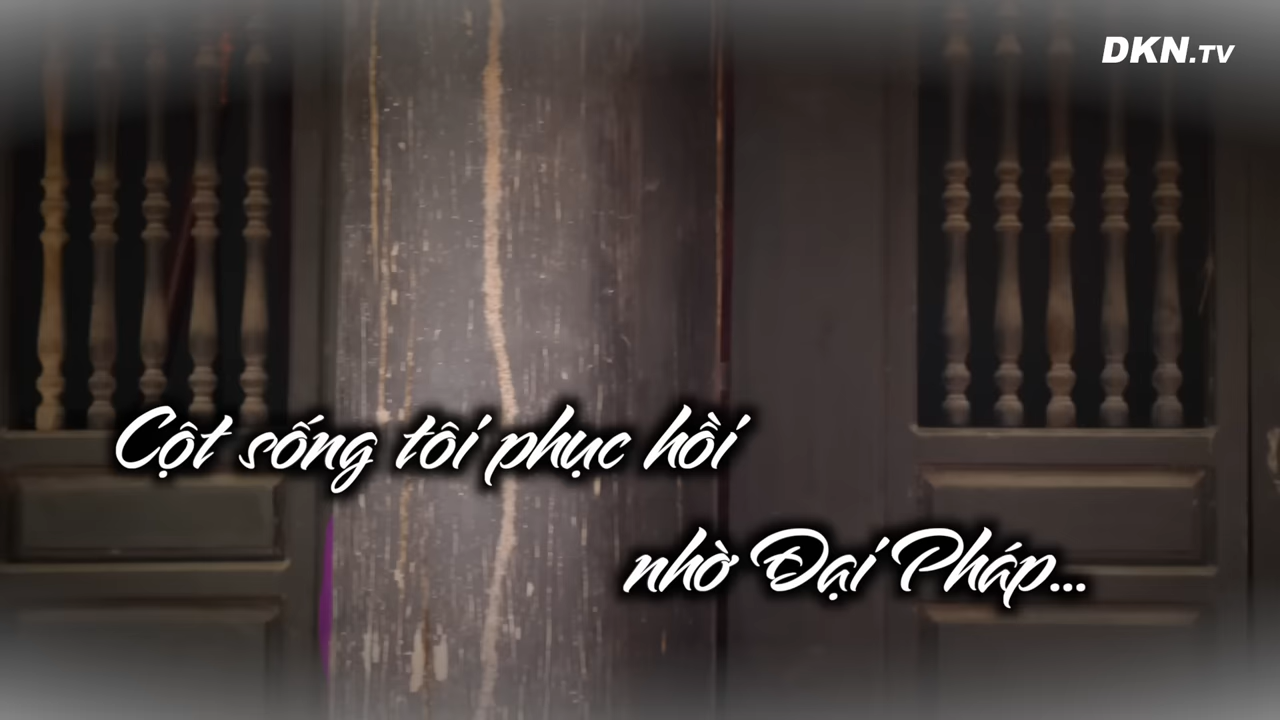 DKN.TV
Cột sống tôi phục hồi
nhờ Đại Pháp...